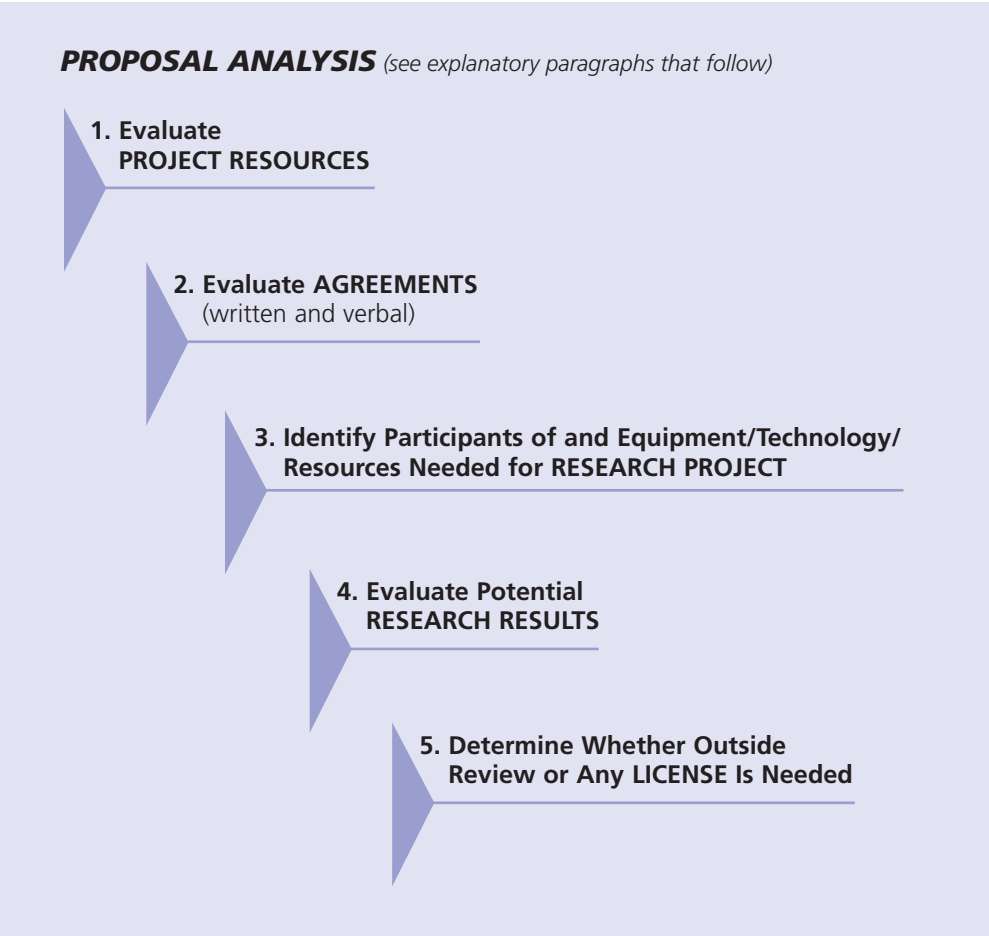 PROPOSAL ANALYSIS (see explanatory paragraphs that follow)
1. Evaluate
PROJECT RESOURCES
2. Evaluate AGREEMENTS
(written and verbal)
3. Identify Participants of and Equipment/Technology/
Resources Needed for RESEARCH PROJECT
4. Evaluate Potential
RESEARCH RESULTS
5. Determine Whether Outside
Review or Any LICENSE Is Needed